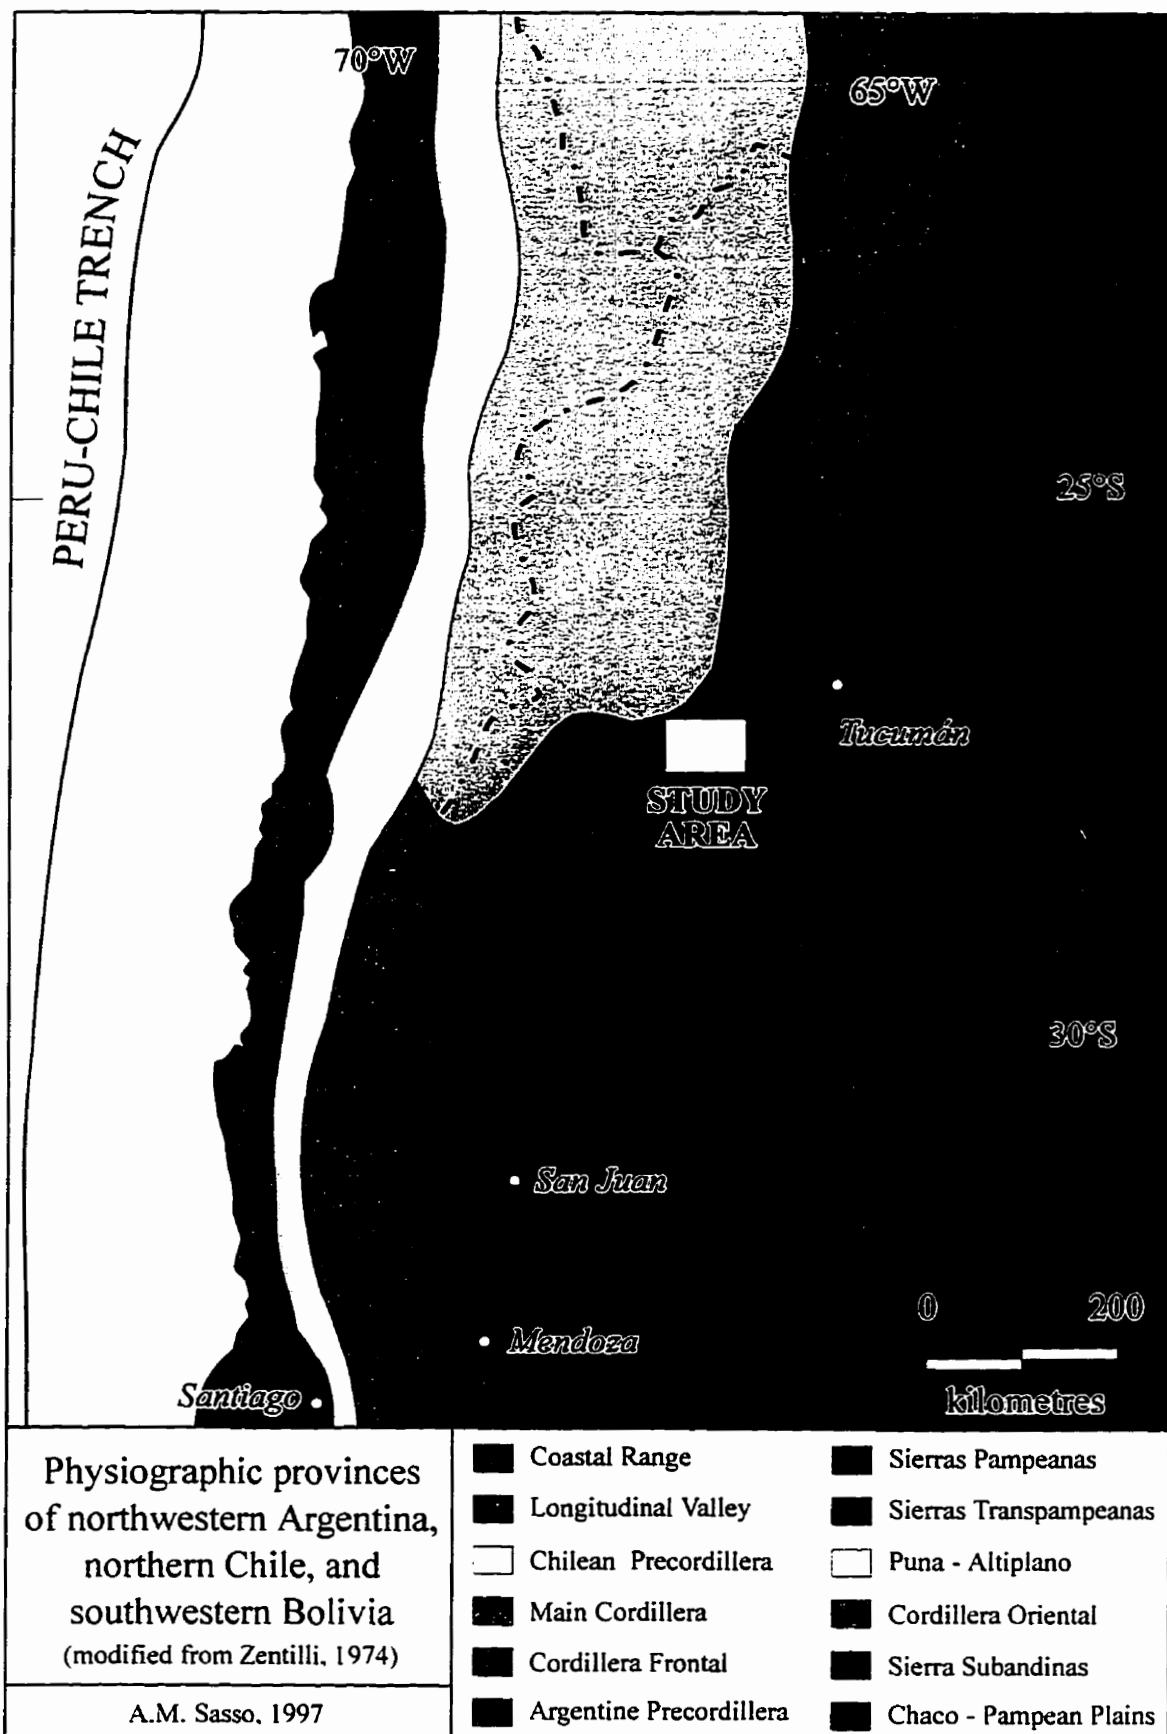 70°W
65°W
PERU-CHILE TRENCH
25°S
Tucumán
STUDY
AREA
30°S
San Juan
0 200
Mendoza
kilometres
Santiago
Physiographic provinces
of northwestern Argentina,
northern Chile, and
southwestern Bolivia
(modified from Zentilli, 1974)
A.M. Sasso, 1997
Coastal Range
Longitudinal Valley
Chilean Precordillera
Main Cordillera
Cordillera Frontal
Argentine Precordillera
Sierras Pampeanas
Sierras Transpampeanas
Puna - Altiplano
Cordillera Oriental
Sierra Subandinas
Chaco - Pampean Plains